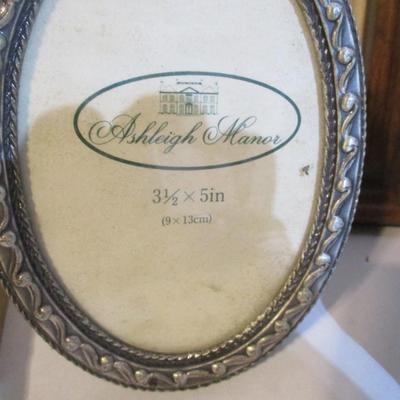 Ashleigh Manor
3½ × 5in
(9 × 13cm)